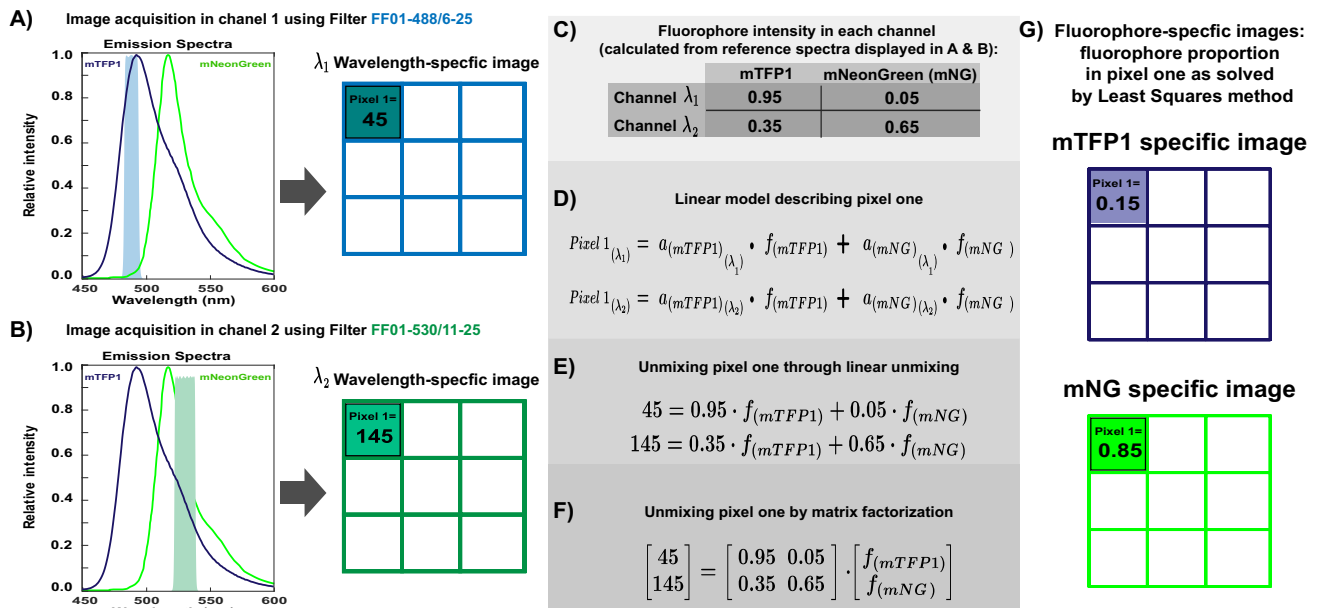 A) Image acquisition in chanel 1 using Filter FF01-488/6-25
Emission Spectra
mTFP1
mNeonGreen
Relative intensity
1.0
0.8
0.6
0.4
0.2
0.0
450 500 550 600
Wavelength (nm)
λ₁ Wavelength-specfic image
Pixel 1=
45
B) Image acquisition in chanel 2 using Filter FF01-530/11-25
Emission Spectra
mTFP1
mNeonGreen
Relative intensity
1.0
0.8
0.6
0.4
0.2
0.0
450 500 550 600
λ₂ Wavelength-specfic image
Pixel 1=
145
C) Fluorophore intensity in each channel
(calculated from reference spectra displayed in A & B):
mTFP1 mNeonGreen (mNG)
Channel λ₁ 0.95 0.05
Channel λ₂ 0.35 0.65
D) Linear model describing pixel one
Pixel 1(λ₁) = a(mTFP1)(λ₁) • f(mTFP1) + a(mNG)(λ₁) • f(mNG)
Pixel 1(λ₂) = a(mTFP1)(λ₂) • f(mTFP1) + a(mNG)(λ₂) • f(mNG)
E) Unmixing pixel one through linear unmixing
45 = 0.95 · f(mTFP1) + 0.05 · f(mNG)
145 = 0.35 · f(mTFP1) + 0.65 · f(mNG)
F) Unmixing pixel one by matrix factorization
[45] = [0.95 0.05] · [f(mTFP1)]
[145] [0.35 0.65] [f(mNG)]
G) Fluorophore-specfic images:
fluorophore proportion
in pixel one as solved
by Least Squares method
mTFP1 specific image
Pixel 1=
0.15
mNG specific image
Pixel 1=
0.85